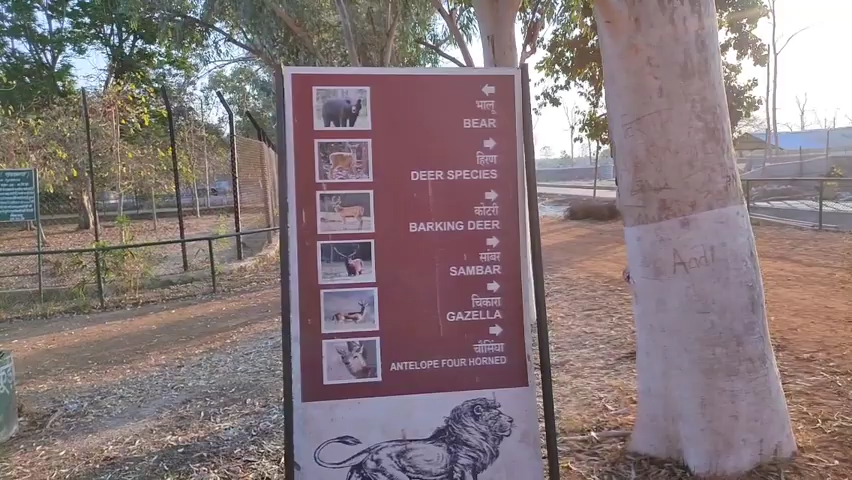 भालू
BEAR
हिरण
DEER SPECIES
कोटरी
BARKING DEER
सांबर
SAMBAR
चिकारा
GAZELLA
चौसिंघा
ANTELOPE FOUR HORNED